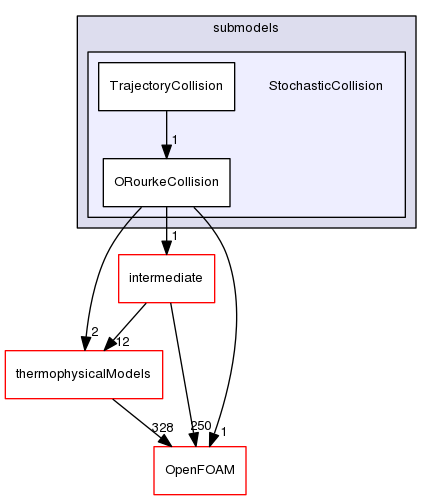 submodels
TrajectoryCollision
StochasticCollision
1
ORourkeCollision
1
intermediate
2
12
thermophysicalModels
328
250
1
OpenFOAM